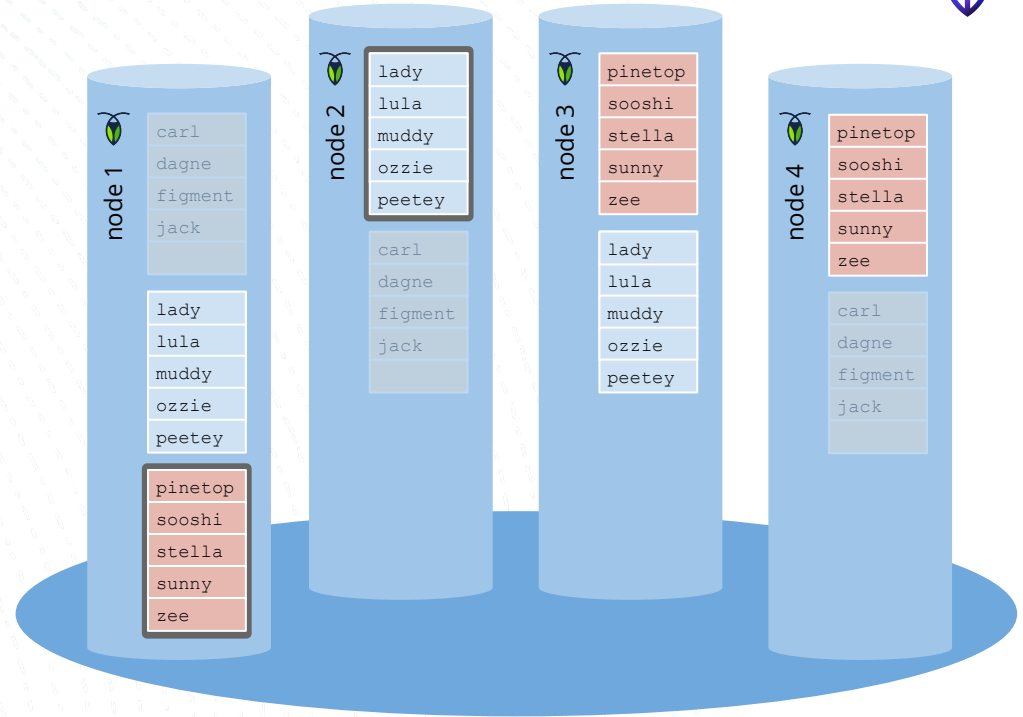 node 1
carl
dagne
figment
jack
lady
lula
muddy
ozzie
peetey
pinetop
sooshi
stella
sunny
zee
node 2
lady
lula
muddy
ozzie
peetey
carl
dagne
figment
jack
node 3
pinetop
sooshi
stella
sunny
zee
lady
lula
muddy
ozzie
peetey
node 4
pinetop
sooshi
stella
sunny
zee
carl
dagne
figment
jack